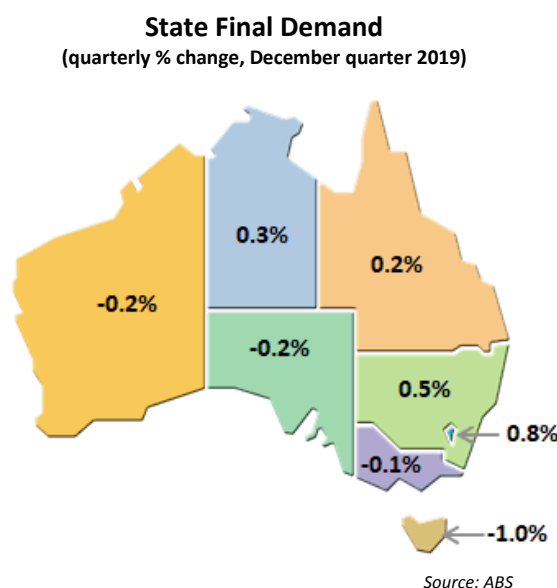 State Final Demand
(quarterly % change, December quarter 2019)
0.3%
0.2%
-0.2%
-0.2%
0.5%
0.8%
-0.1%
-1.0%
Source: ABS